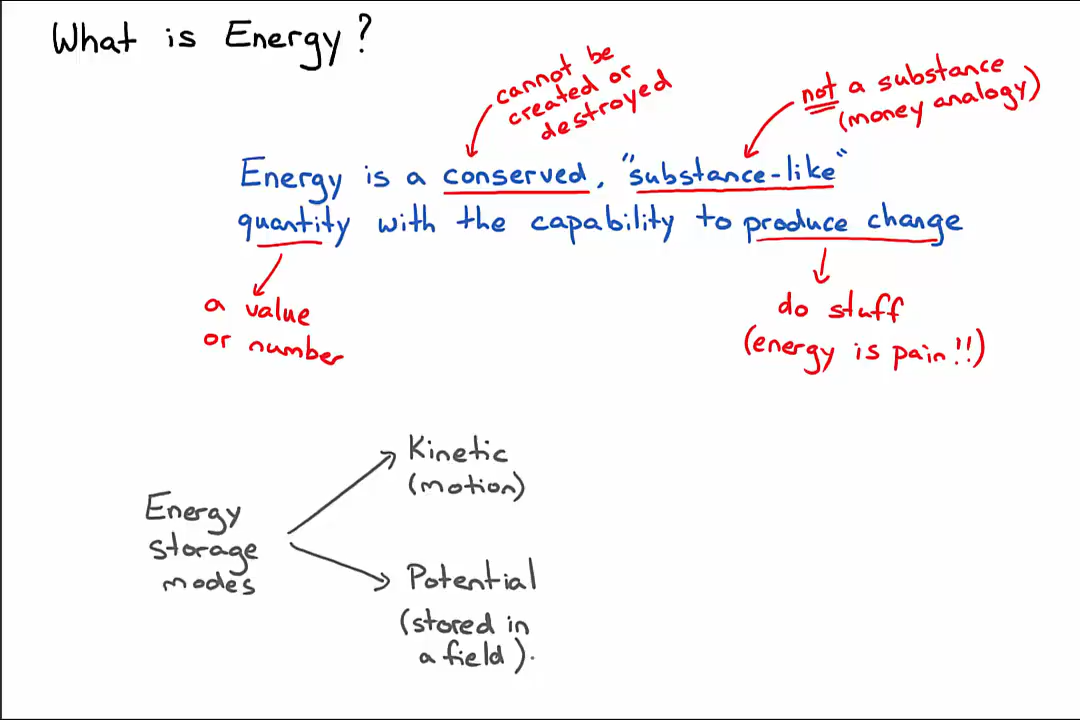 What is Energy?
cannot be
created or
destroyed
not a substance
(money analogy)
Energy is a conserved, "substance-like"
quantity with the capability to produce change
a value
or number
do stuff
(energy is pain!!)
Kinetic
(motion)
Energy
storage
modes
Potential
(stored in
a field).